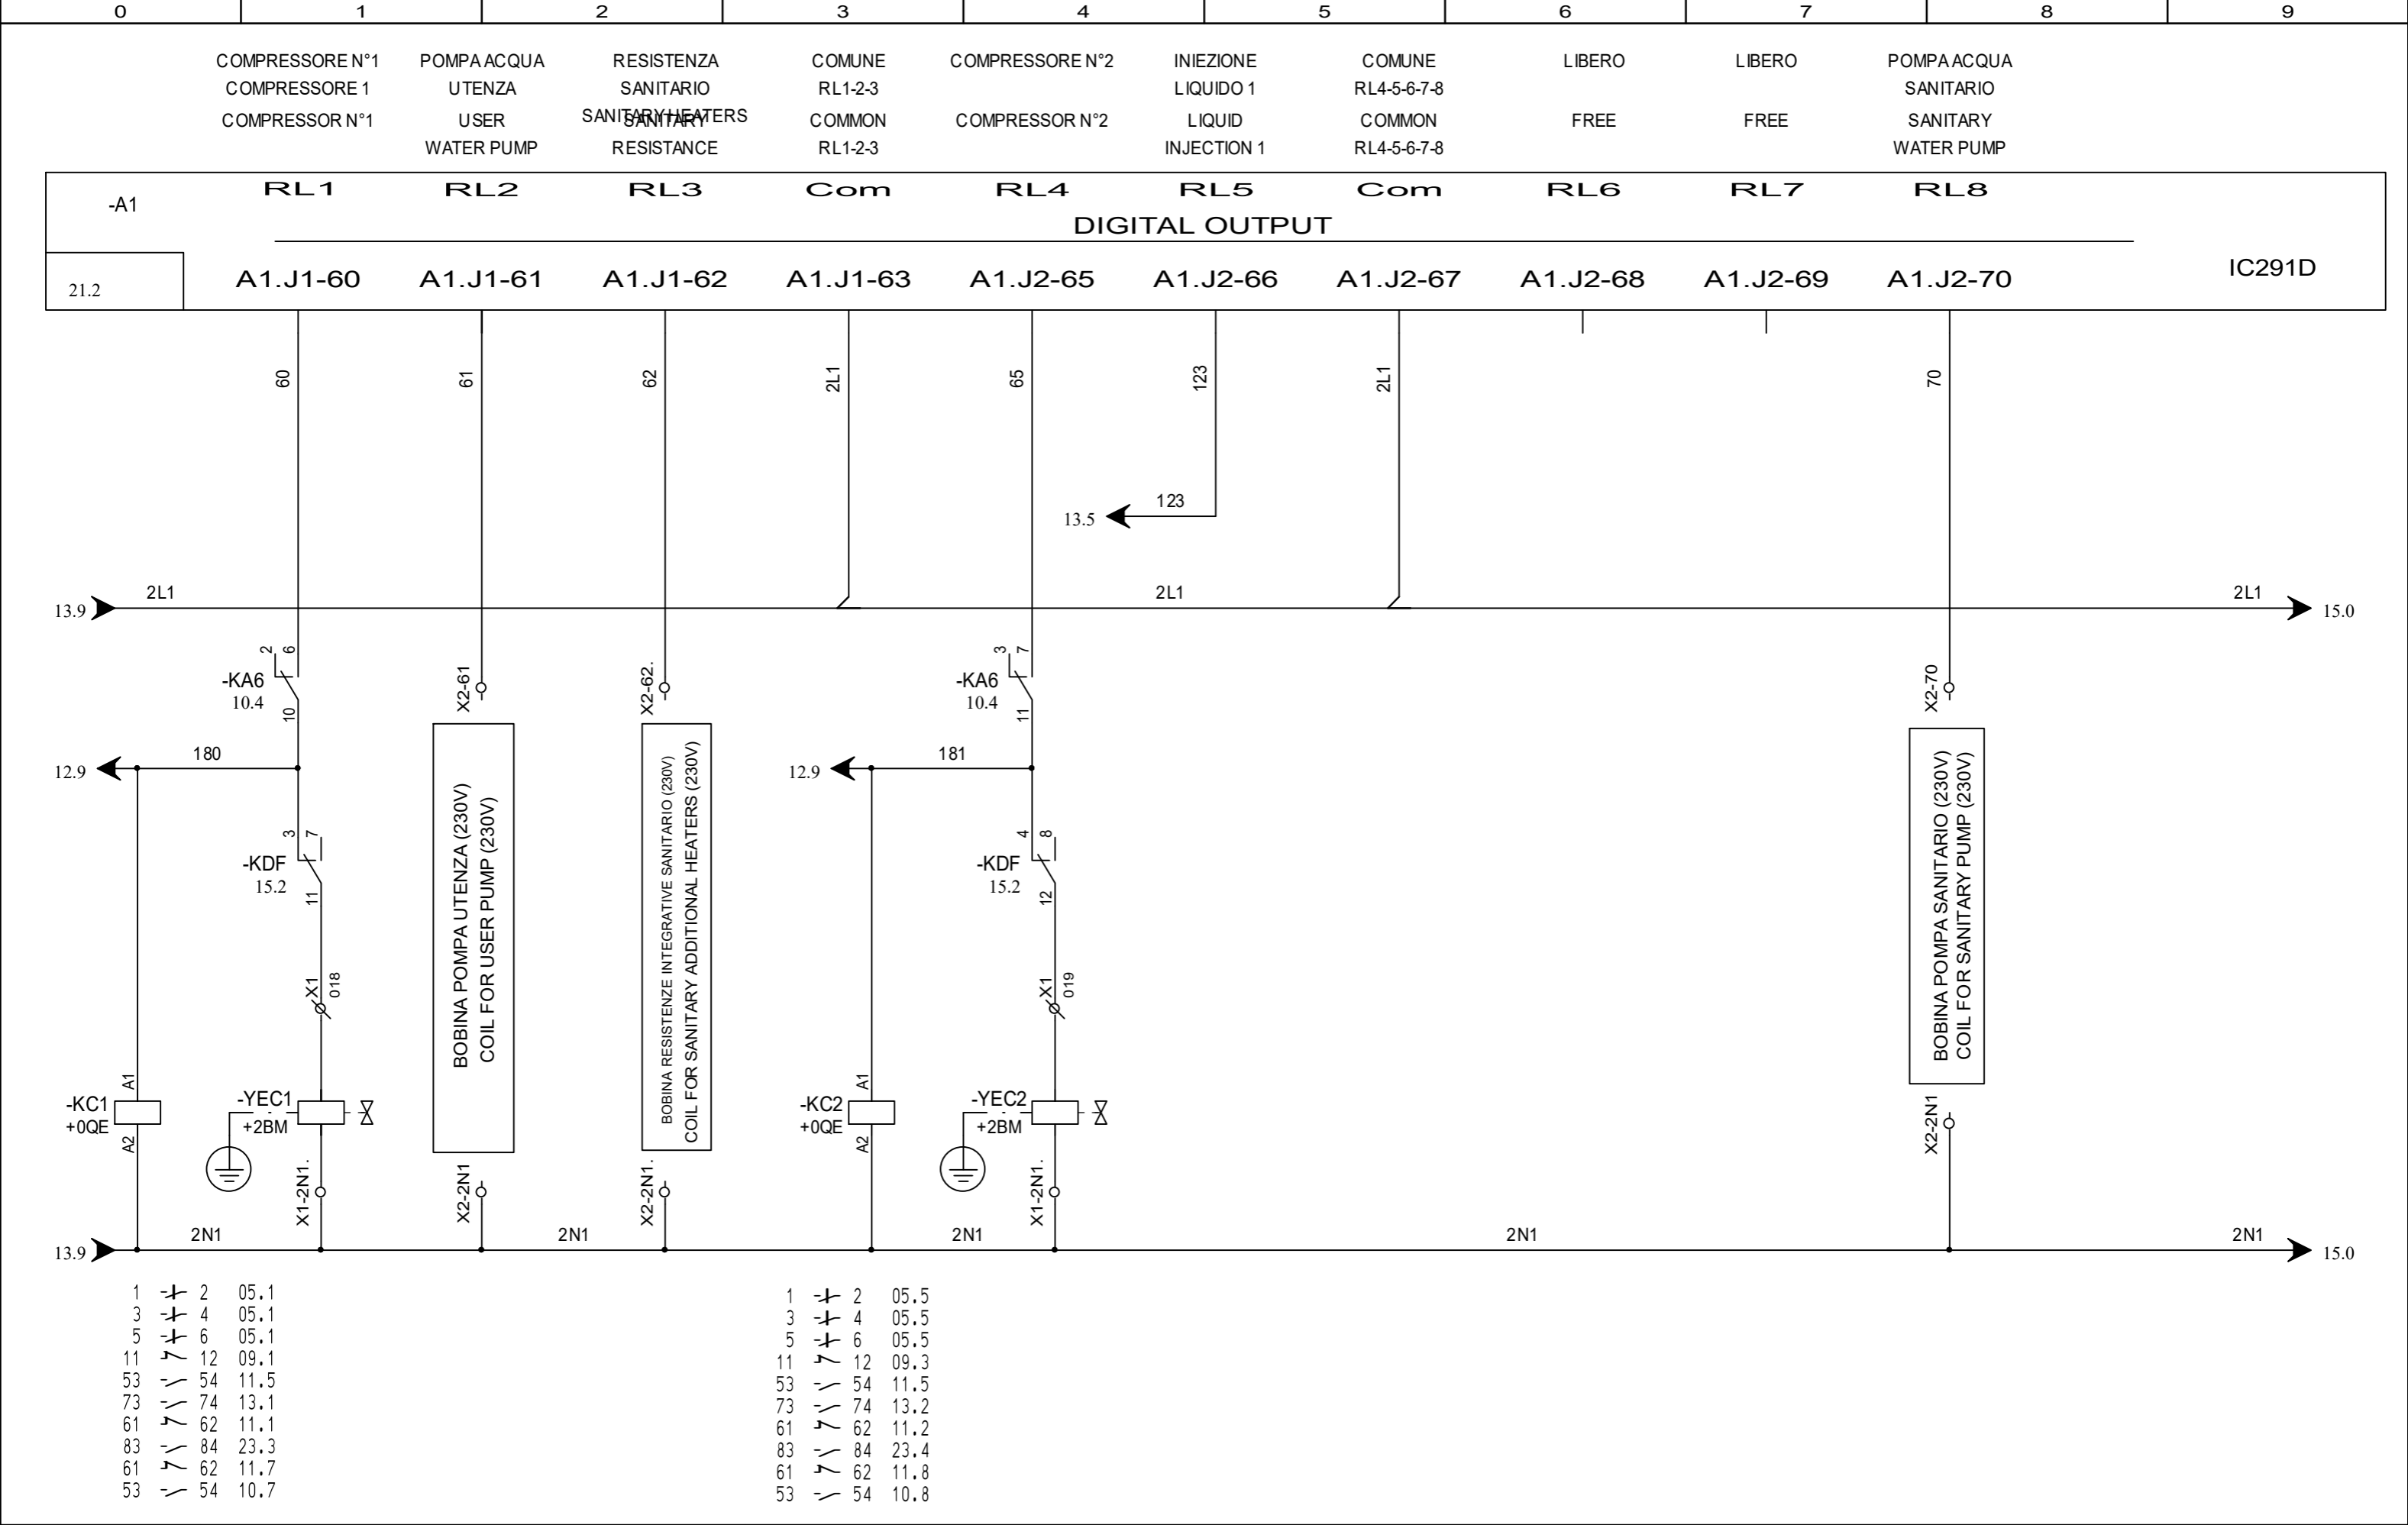 0 1 2 3 4 5 6 7 8 9
COMPRESSORE N°1 POMPA ACQUA RESISTENZA COMUNE COMPRESSORE N°2 INIEZIONE COMUNE LIBERO LIBERO POMPA ACQUA
COMPRESSORE 1 UTENZA SANITARIO RL1-2-3 LIQUIDO 1 RL4-5-6-7-8 SANITARIO
SANITARY HEATERS
COMPRESSOR N°1 USER SANITARY COMMON COMPRESSOR N°2 LIQUID COMMON FREE FREE SANITARY
WATER PUMP RESISTANCE RL1-2-3 INJECTION 1 RL4-5-6-7-8 WATER PUMP
-A1 RL1 RL2 RL3 Com RL4 RL5 Com RL6 RL7 RL8
DIGITAL OUTPUT
21.2 A1.J1-60 A1.J1-61 A1.J1-62 A1.J1-63 A1.J2-65 A1.J2-66 A1.J2-67 A1.J2-68 A1.J2-69 A1.J2-70 IC291D
60 61 62 2L1 65 123 2L1 70
13.5 123
13.9 2L1 2L1 2L1 15.0
2 6 3 7
-KA6 X2-61 X2-62. -KA6 X2-70
10.4 10.4
10 11
12.9 180 12.9 181
3 7 4 8
-KDF -KDF
15.2 15.2
11 12
BOBINA POMPA UTENZA (230V)
COIL FOR USER PUMP (230V)
BOBINA RESISTENZE INTEGRATIVE SANITARIO (230V)
COIL FOR SANITARY ADDITIONAL HEATERS (230V)
BOBINA POMPA SANITARIO (230V)
COIL FOR SANITARY PUMP (230V)
X1 018 X1 019
A1 A1
-KC1 -YEC1 -KC2 -YEC2
+0QE +2BM +0QE +2BM
A2 A2
X1-2N1. X2-2N1 X2-2N1. X1-2N1. X2-2N1
13.9 2N1 2N1 2N1 2N1 2N1 15.0
1 2 05.1
3 4 05.1
5 6 05.1
11 12 09.1
53 54 11.5
73 74 13.1
61 62 11.1
83 84 23.3
61 62 11.7
53 54 10.7
1 2 05.5
3 4 05.5
5 6 05.5
11 12 09.3
53 54 11.5
73 74 13.2
61 62 11.2
83 84 23.4
61 62 11.8
53 54 10.8